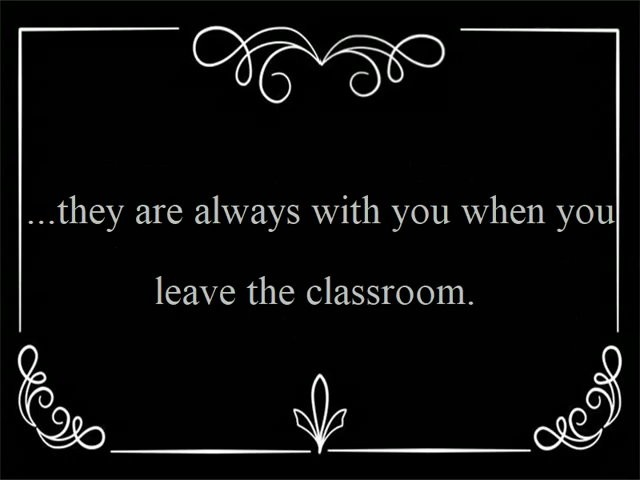 ...they are always with you when you
leave the classroom.